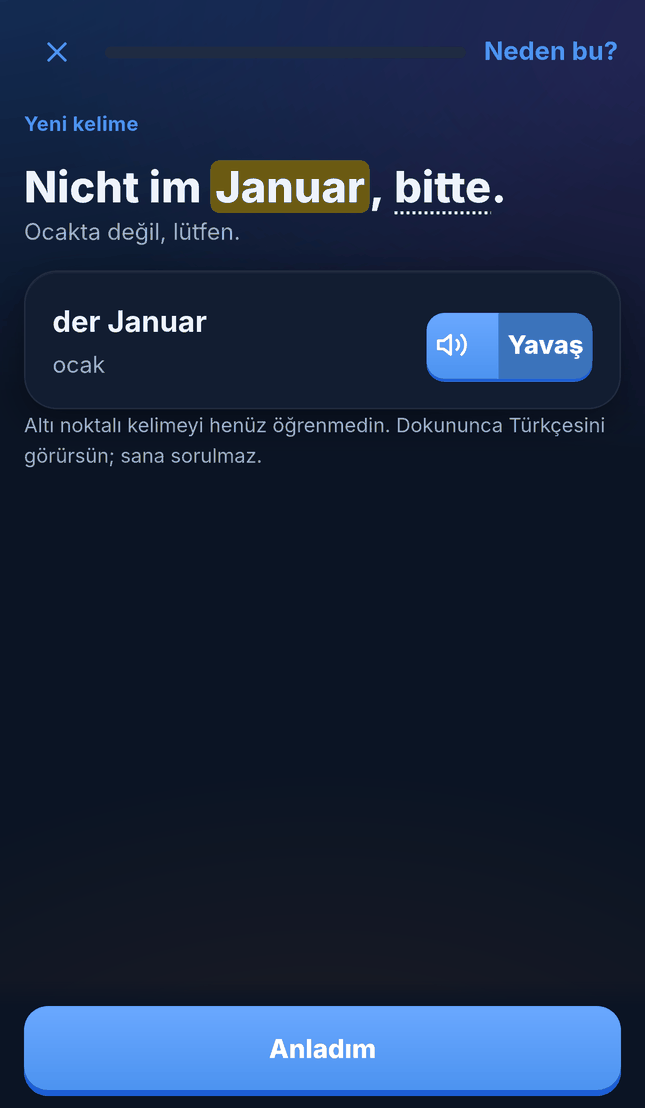 Neden bu?
Yeni kelime
Nicht im Januar, bitte.
Ocakta değil, lütfen.
der Januar
ocak
Yavaş
Altı noktalı kelimeyi henüz öğrenmedin. Dokununca Türkçesini
görürsün; sana sorulmaz.
Anladım